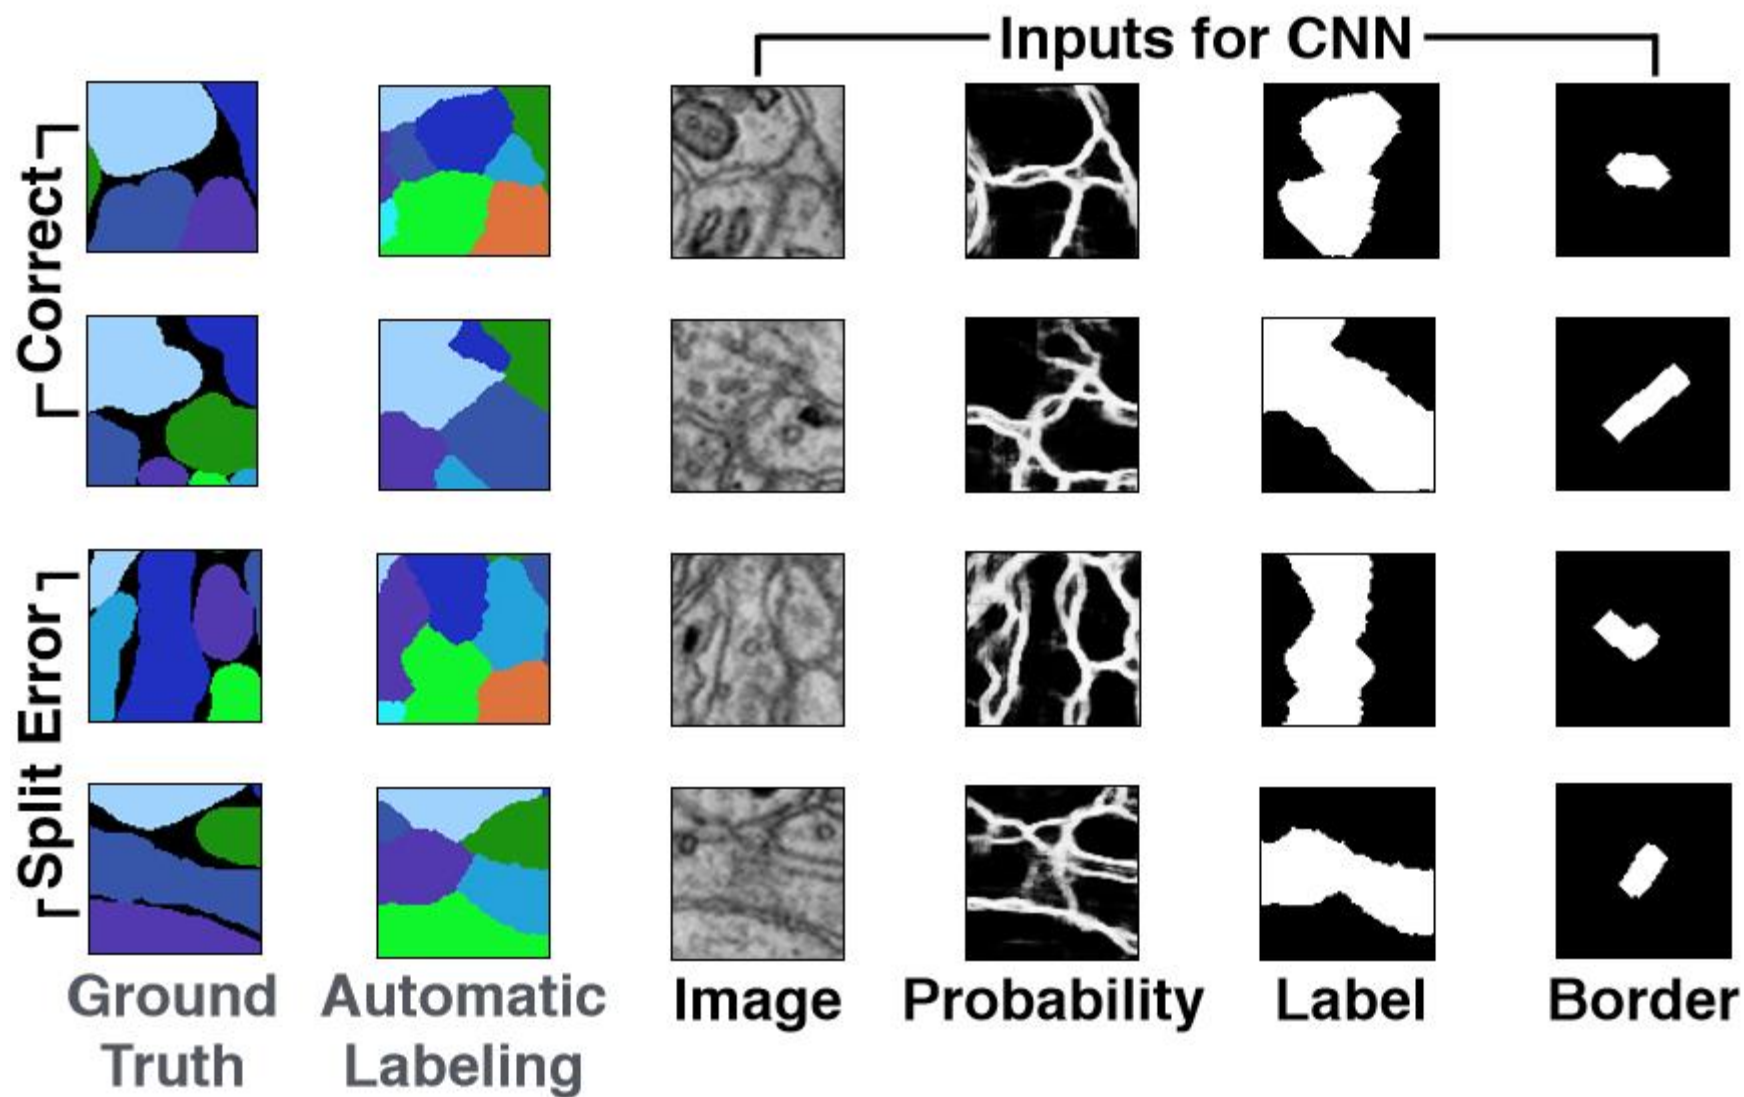 Inputs for CNN
Correct
Split Error
Ground Truth
Automatic Labeling
Image
Probability
Label
Border